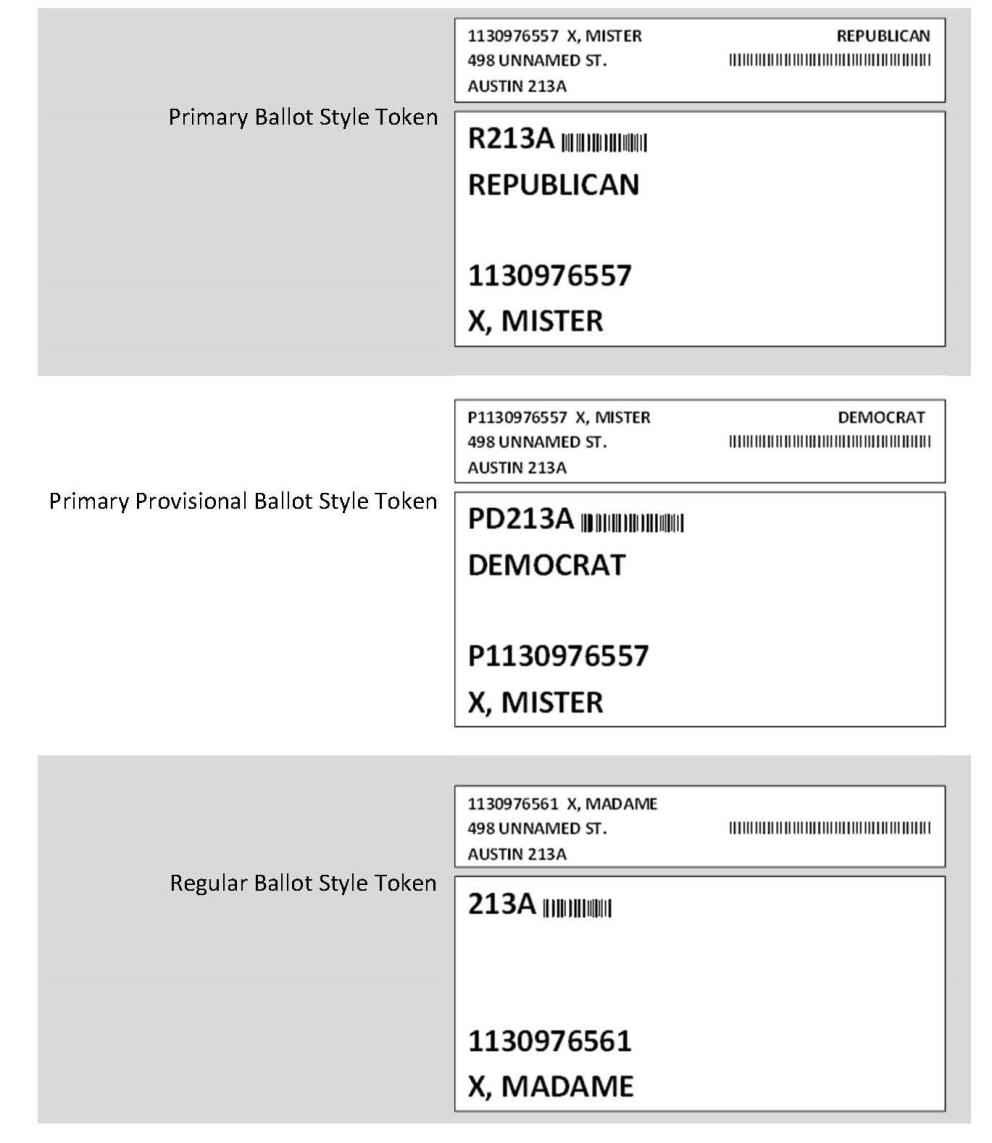 1130976557 X, MISTER REPUBLICAN
498 UNNAMED ST.
AUSTIN 213A
Primary Ballot Style Token
R213A
REPUBLICAN
1130976557
X, MISTER
P1130976557 X, MISTER DEMOCRAT
498 UNNAMED ST.
AUSTIN 213A
Primary Provisional Ballot Style Token
PD213A
DEMOCRAT
P1130976557
X, MISTER
1130976561 X, MADAME
498 UNNAMED ST.
AUSTIN 213A
Regular Ballot Style Token
213A
1130976561
X, MADAME